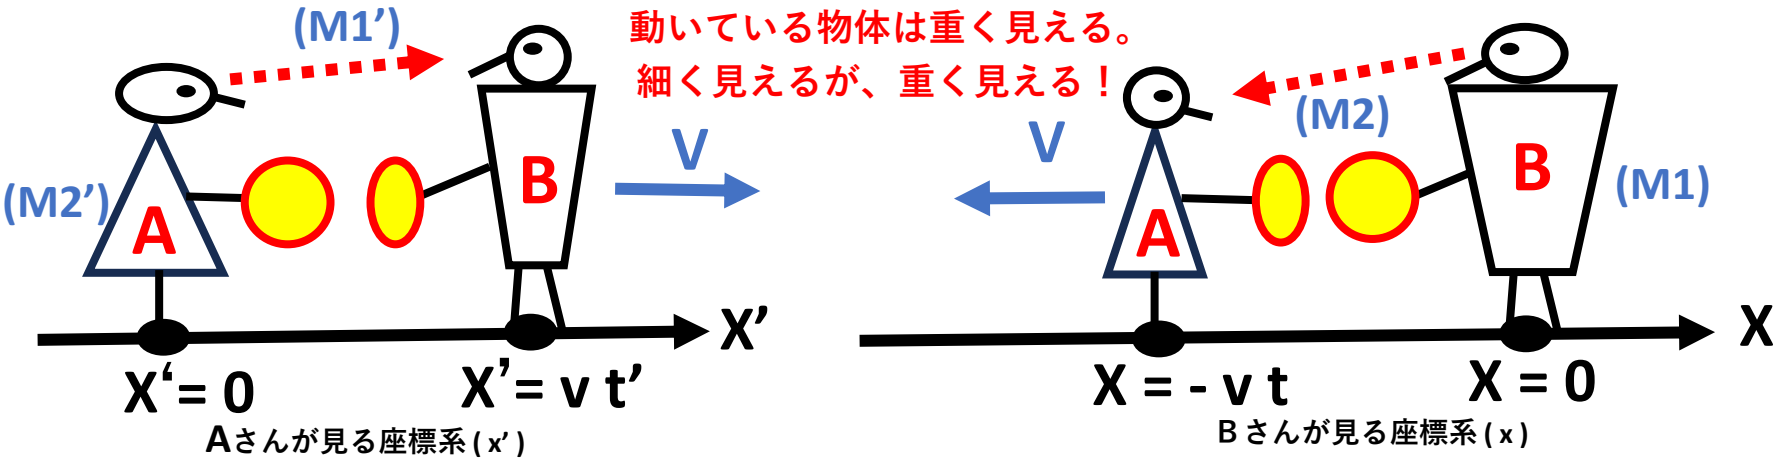 (M1’)
動いている物体は重く見える。
細く見えるが、重く見える！
(M2’)
A
B
V
X’
X‘= 0
X’= v t’
Aさんが見る座標系 ( x’ )
V
(M2)
A
B
(M1)
X
X = - v t
X = 0
Bさんが見る座標系 ( x )